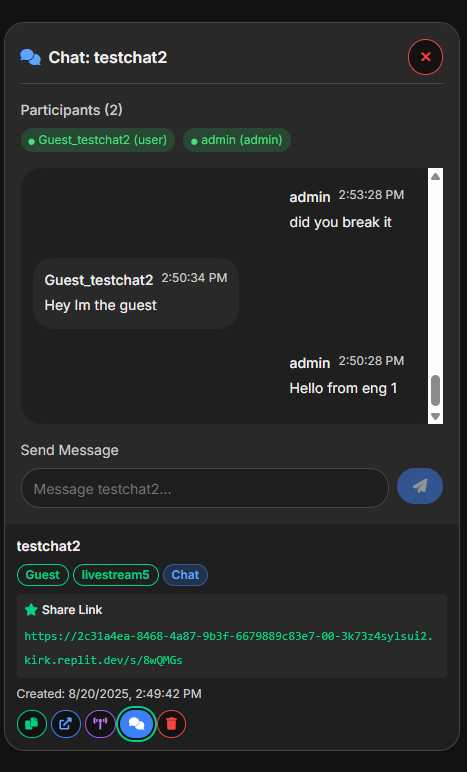 Chat: testchat2
Participants (2)
Guest_testchat2 (user) admin (admin)
admin 2:53:28 PM
did you break it
Guest_testchat2 2:50:34 PM
Hey Im the guest
admin 2:50:28 PM
Hello from eng 1
Send Message
Message testchat2...
testchat2
Guest livestream5 Chat
Share Link
https://2c31a4ea-8468-4a87-9b3f-6679889c83e7-00-3k73z4sylsui2.
kirk.replit.dev/s/8wQMGs
Created: 8/20/2025, 2:49:42 PM